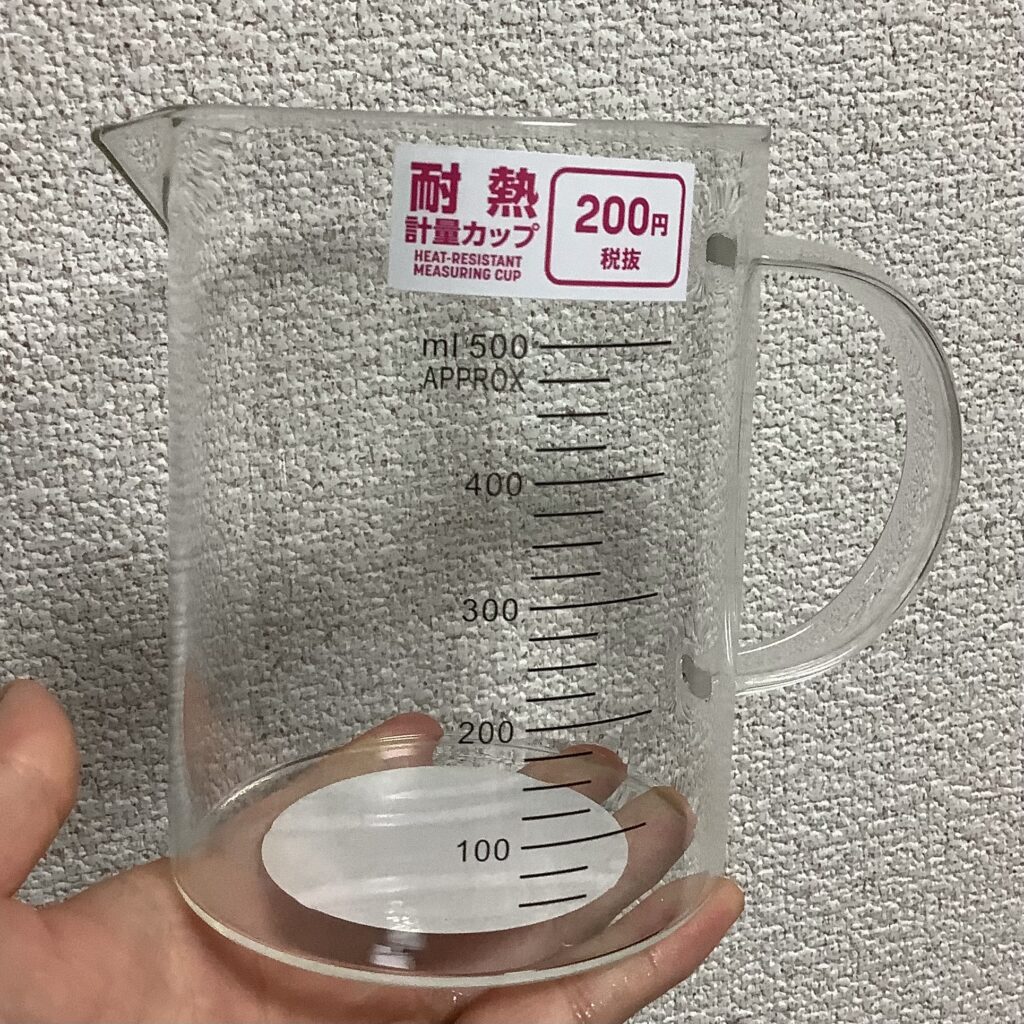 耐熱
計量カップ
HEAT-RESISTANT
MEASURING CUP
200円
税抜
ml 500
APPROX
400
300
200
100